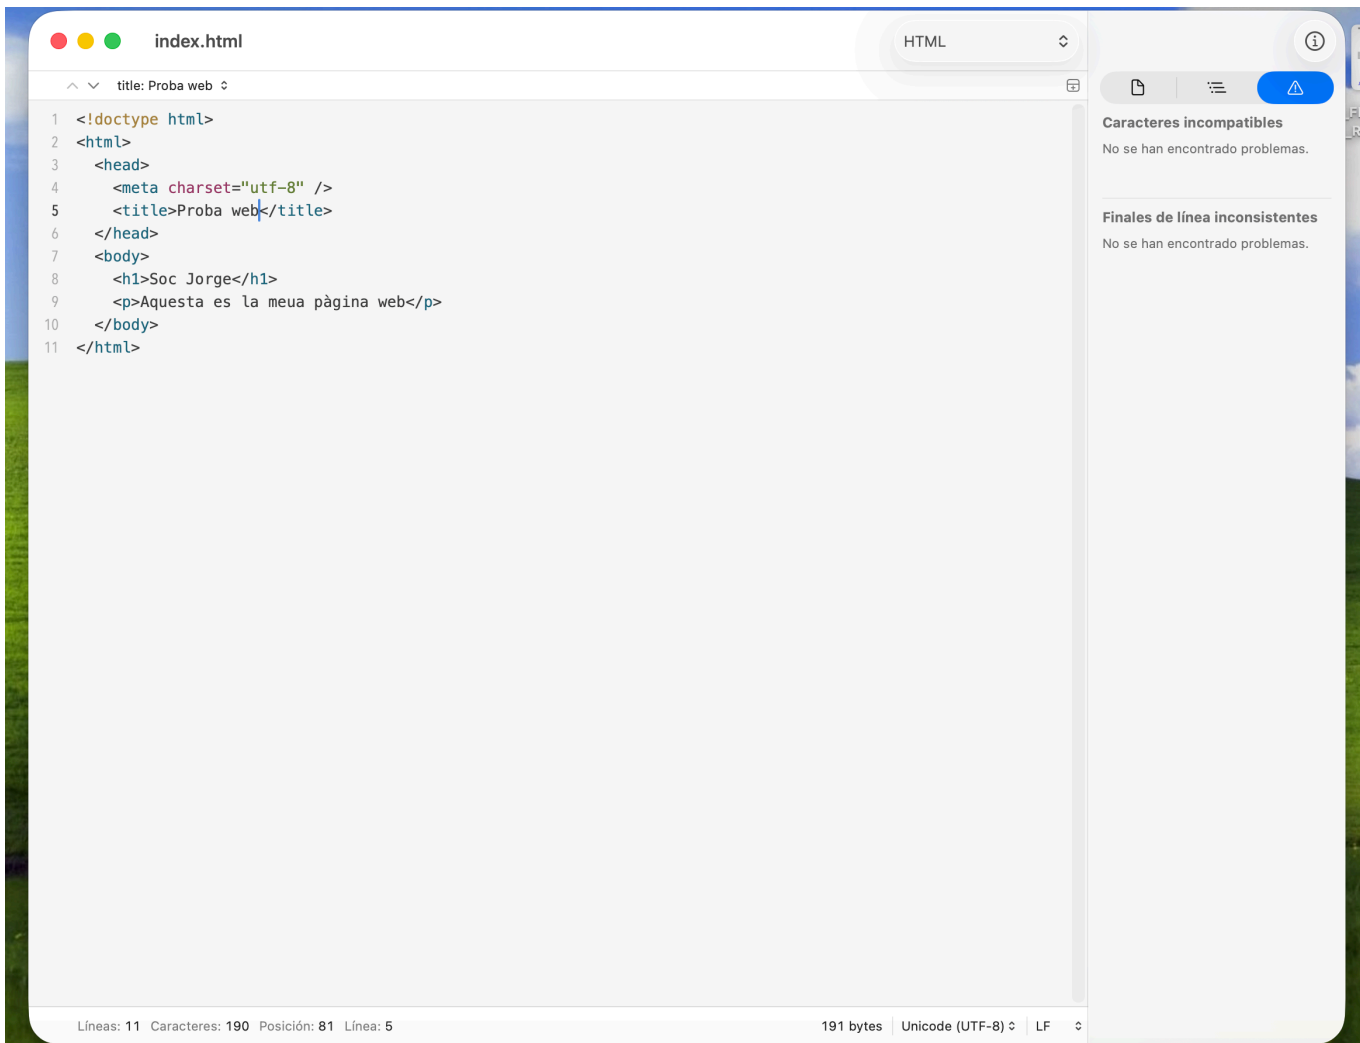 index.html
HTML
title: Proba web
1 <!doctype html>
2 <html>
3   <head>
4     <meta charset="utf-8" />
5     <title>Proba web</title>
6   </head>
7   <body>
8     <h1>Soc Jorge</h1>
9     <p>Aquesta es la meua pàgina web</p>
10   </body>
11 </html>
Caracteres incompatibles
No se han encontrado problemas.
Finales de línea inconsistentes
No se han encontrado problemas.
Líneas: 11 Caracteres: 190 Posición: 81 Línea: 5
191 bytes Unicode (UTF-8) LF